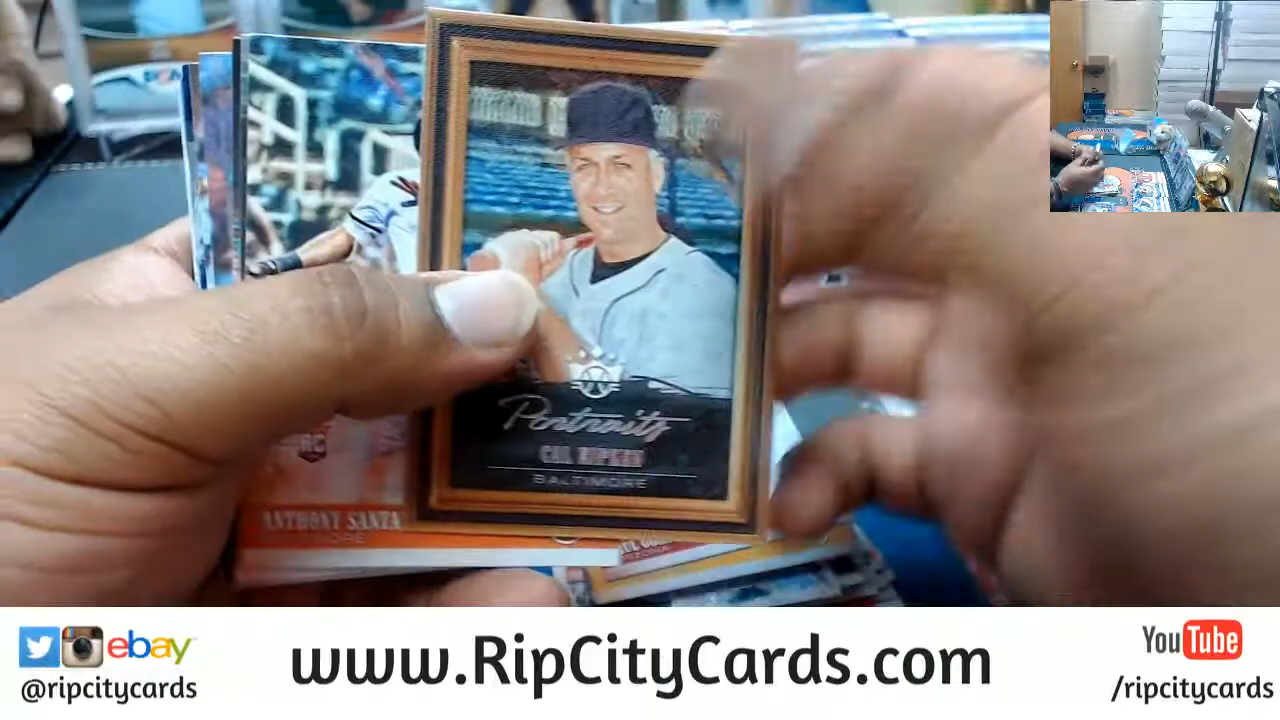 Portraits
CAL RIPKEN
BALTIMORE
RC
ANTHONY SANTA
ebay
@ripcitycards
www.RipCityCards.com
YouTube
/ripcitycards